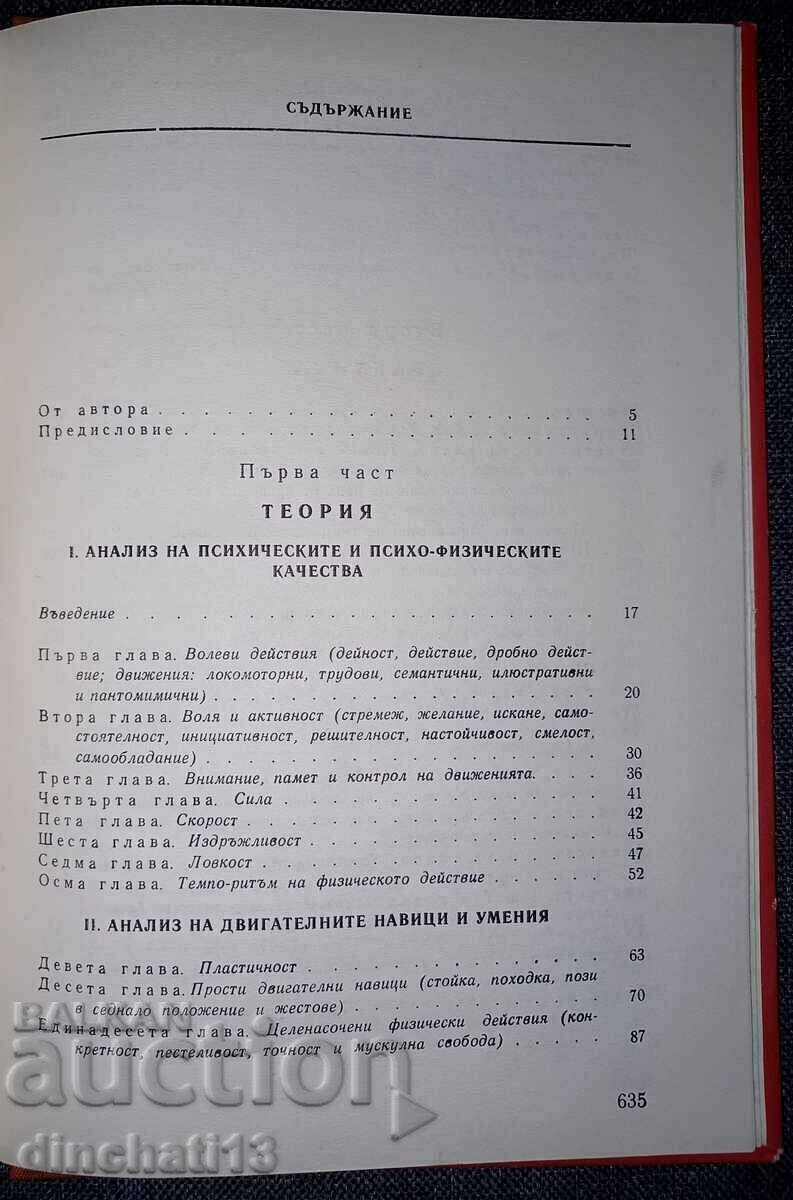 СЪДЪРЖАНИЕ
От автора . . . . . . . . . . . . . . . . . . . . . 5
Предисловие . . . . . . . . . . . . . . . . . . . . 11
Първа част
ТЕОРИЯ
I. АНАЛИЗ НА ПСИХИЧЕСКИТЕ И ПСИХО-ФИЗИЧЕСКИТЕ
КАЧЕСТВА
Въведение . . . . . . . . . . . . . . . . . . . . . 17
Първа глава. Волеви действия (дейност, действие, дробно дейст-
вие; движения: локомоторни, трудови, семантични, илюстративни
и пантомимични) . . . . . . . . . . . . . . . . . . 20
Втора глава. Воля и активност (стремеж, желание, искане, само-
стоятелност, инициативност, решителност, настойчивост, смелост,
самообладание) . . . . . . . . . . . . . . . . . . 30
Трета глава. Внимание, памет и контрол на движенията. . . . 36
Четвърта глава. Сила . . . . . . . . . . . . . . . 41
Пета глава. Скорост . . . . . . . . . . . . . . . . 42
Шеста глава. Издръжливост . . . . . . . . . . . . . 45
Седма глава. Ловкост . . . . . . . . . . . . . . . 47
Осма глава. Темпо-ритъм на физическото действие . . . . . . 52
II. АНАЛИЗ НА ДВИГАТЕЛНИТЕ НАВИЦИ И УМЕНИЯ
Девета глава. Пластичност . . . . . . . . . . . . . 63
Десета глава. Прости двигателни навици (стойка, походка, пози
в седнало положение и жестове) . . . . . . . . . . . 70
Единадесета глава. Целенасочени физически действия (кон-
кретност, пестеливост, точност и мускулна свобода) . . . . . 87
635
BALKAN
auction
dinchati13